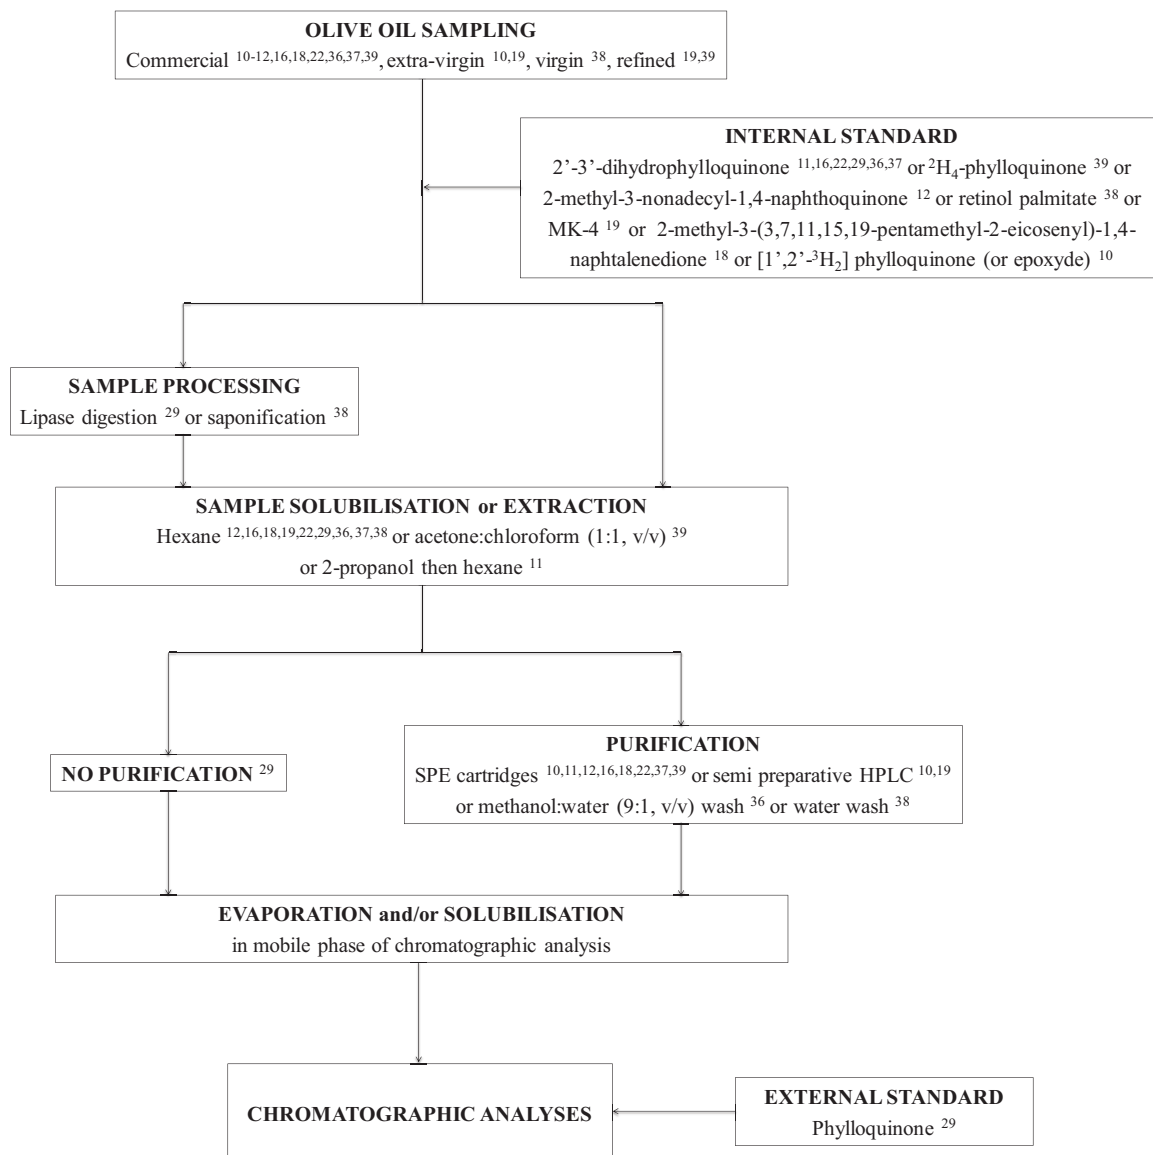 OLIVE OIL SAMPLING
Commercial 10-12,16,18,22,36,37,39, extra-virgin 10,19, virgin 38, refined 19,39
INTERNAL STANDARD
2’-3’-dihydrophylloquinone 11,16,22,29,36,37 or 2H4-phylloquinone 39 or
2-methyl-3-nonadecyl-1,4-naphthoquinone 12 or retinol palmitate 38 or
MK-4 19 or 2-methyl-3-(3,7,11,15,19-pentamethyl-2-eicosenyl)-1,4-
naphtalenedione 18 or [1’,2’-3H2] phylloquinone (or epoxyde) 10
SAMPLE PROCESSING
Lipase digestion 29 or saponification 38
SAMPLE SOLUBILISATION or EXTRACTION
Hexane 12,16,18,19,22,29,36, 37,38 or acetone:chloroform (1:1, v/v) 39
or 2-propanol then hexane 11
NO PURIFICATION 29
PURIFICATION
SPE cartridges 10,11,12,16,18,22,37,39 or semi preparative HPLC 10,19
or methanol:water (9:1, v/v) wash 36 or water wash 38
EVAPORATION and/or SOLUBILISATION
in mobile phase of chromatographic analysis
CHROMATOGRAPHIC ANALYSES
EXTERNAL STANDARD
Phylloquinone 29